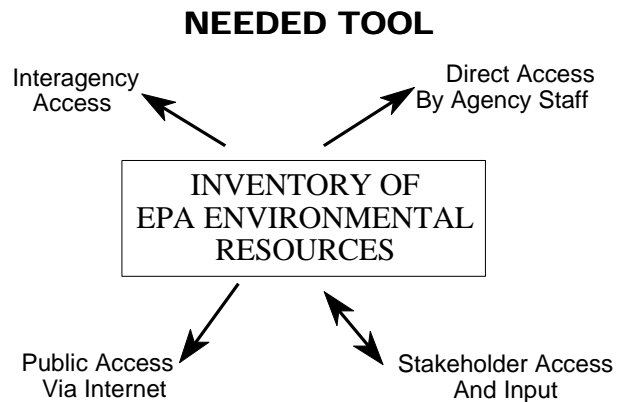 NEEDED TOOL
Interagency
Access
Direct Access
By Agency Staff
INVENTORY OF
EPA ENVIRONMENTAL
RESOURCES
Public Access
Via Internet
Stakeholder Access
And Input